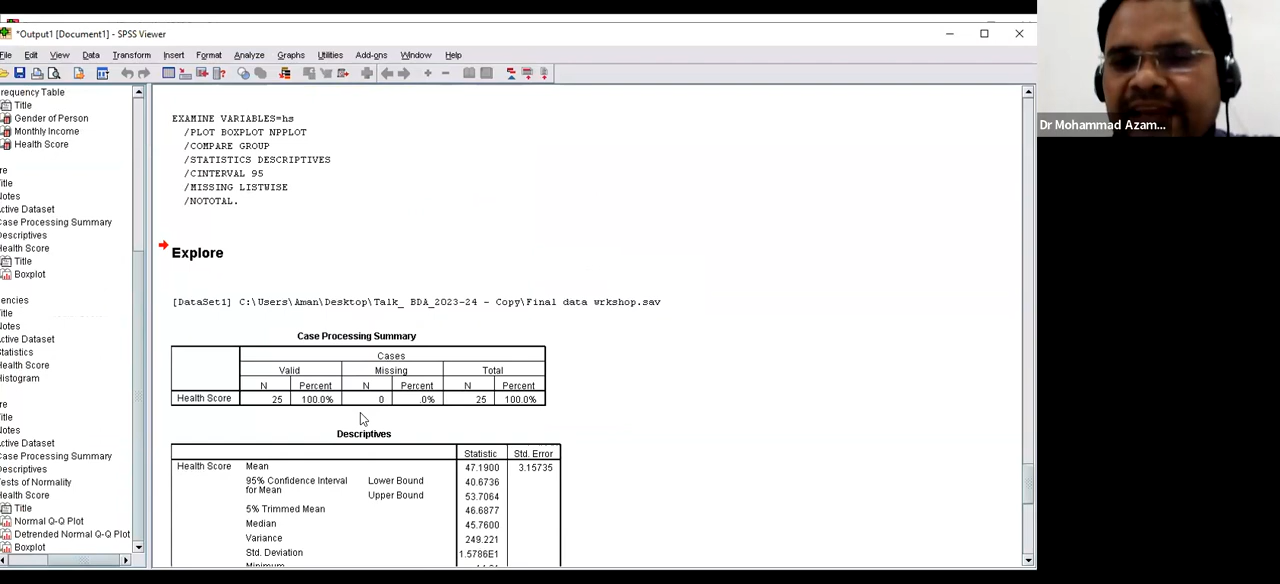 *Output1 [Document1] - SPSS Viewer
File Edit View Data Transform Insert Format Analyze Graphs Utilities Add-ons Window Help
requency Table
Title
Gender of Person
Monthly Income
Health Score
re
itle
Notes
Active Dataset
Case Processing Summary
Descriptives
Health Score
Title
Boxplot
encies
itle
Notes
Active Dataset
Statistics
Health Score
Histogram
re
Title
Notes
Active Dataset
Case Processing Summary
Descriptives
Tests of Normality
Health Score
Title
Normal Q-Q Plot
Detrended Normal Q-Q Plot
Boxplot
EXAMINE VARIABLES=hs
/PLOT BOXPLOT NPPLOT
/COMPARE GROUP
/STATISTICS DESCRIPTIVES
/CINTERVAL 95
/MISSING LISTWISE
/NOTOTAL.
Explore
[DataSet1] C:\Users\Aman\Desktop\Talk_ BDA_2023-24 - Copy\Final data wrkshop.sav
Case Processing Summary
Cases
Valid Missing Total
N Percent N Percent N Percent
Health Score 25 100.0% 0 .0% 25 100.0%
Descriptives
Statistic Std. Error
Health Score Mean 47.1900 3.15735
95% Confidence Interval for Mean Lower Bound 40.6736
Upper Bound 53.7064
5% Trimmed Mean 46.6877
Median 45.7600
Variance 249.221
Std. Deviation 1.5786E1
Minimum
Dr Mohammad Azam...